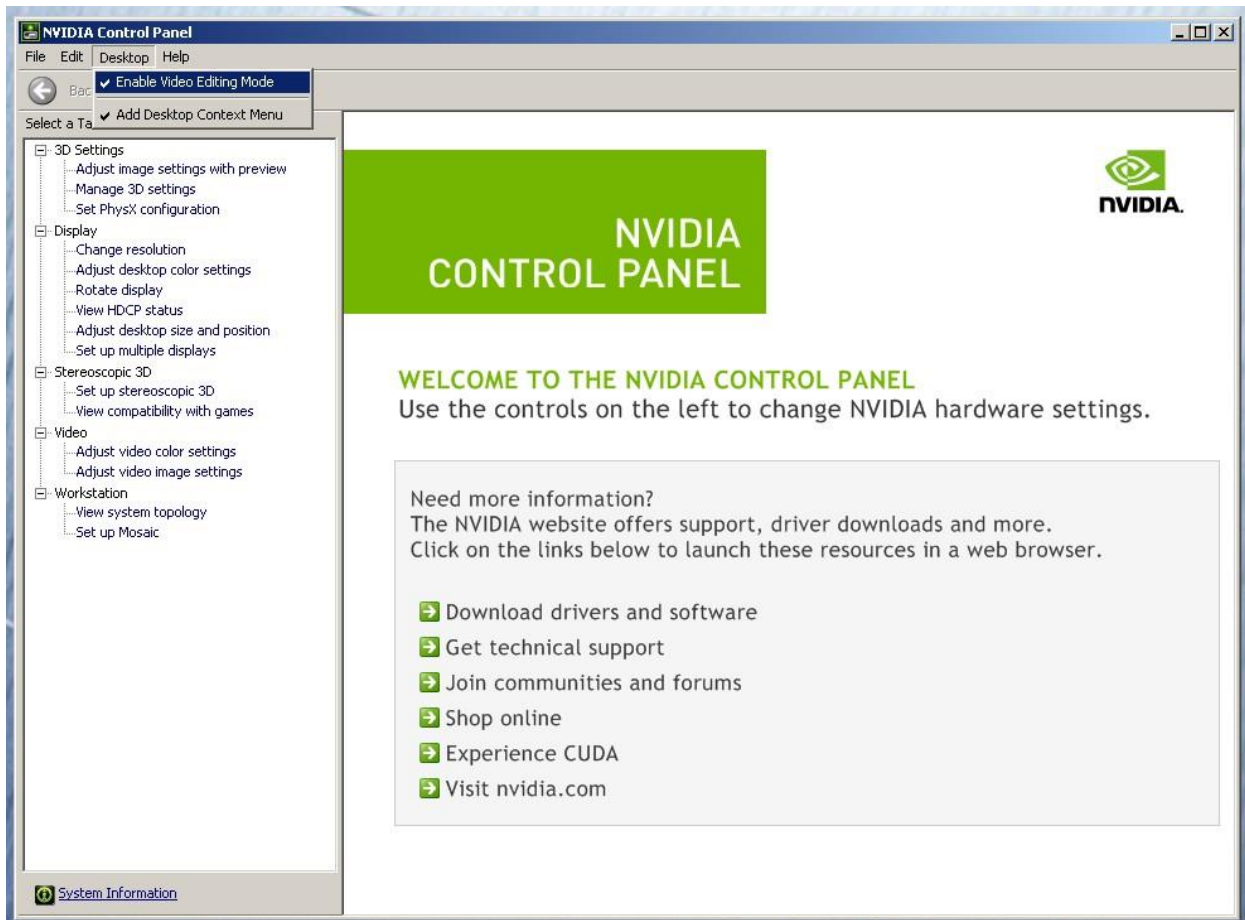 NVIDIA Control Panel
File Edit Desktop Help
Enable Video Editing Mode
Add Desktop Context Menu
Bac
Select a Ta
3D Settings
Adjust image settings with preview
Manage 3D settings
Set PhysX configuration
Display
Change resolution
Adjust desktop color settings
Rotate display
View HDCP status
Adjust desktop size and position
Set up multiple displays
Stereoscopic 3D
Set up stereoscopic 3D
View compatibility with games
Video
Adjust video color settings
Adjust video image settings
Workstation
View system topology
Set up Mosaic
System Information
NVIDIA
CONTROL PANEL
NVIDIA.
WELCOME TO THE NVIDIA CONTROL PANEL
Use the controls on the left to change NVIDIA hardware settings.
Need more information?
The NVIDIA website offers support, driver downloads and more.
Click on the links below to launch these resources in a web browser.
Download drivers and software
Get technical support
Join communities and forums
Shop online
Experience CUDA
Visit nvidia.com